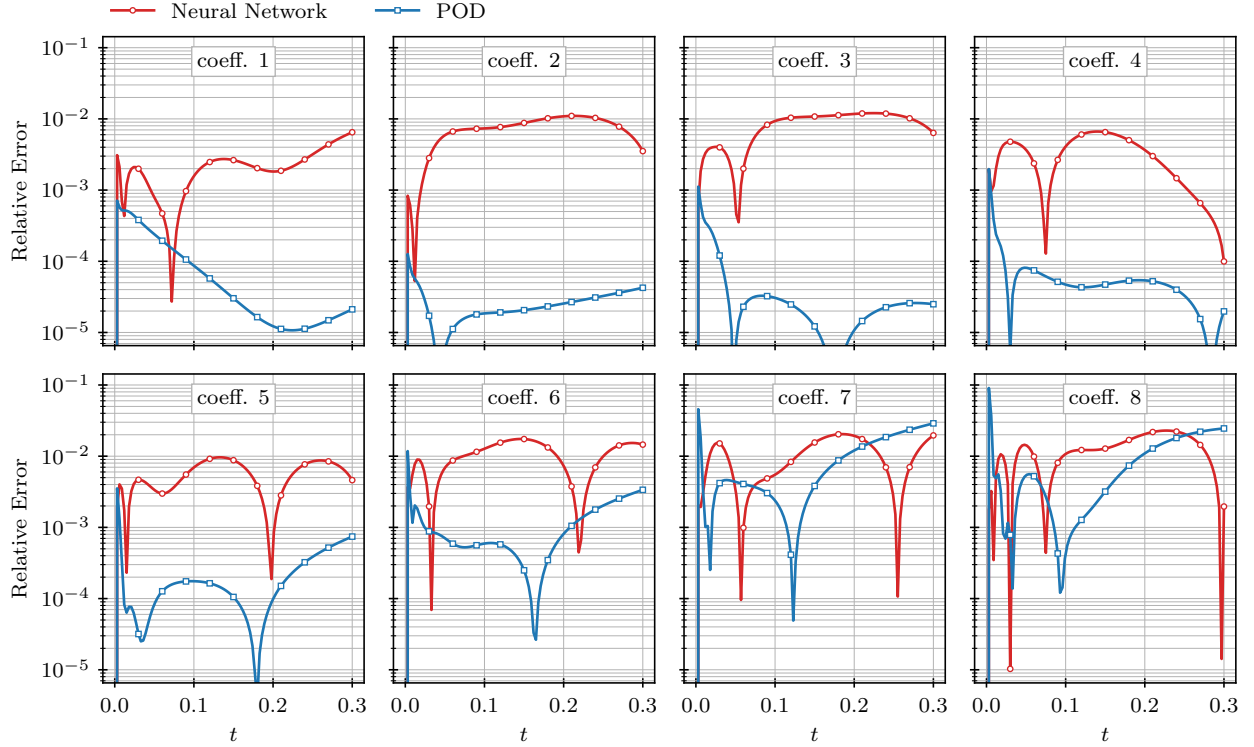 Neural Network POD
coeff. 1 coeff. 2 coeff. 3 coeff. 4
10⁻¹
10⁻²
10⁻³
10⁻⁴
10⁻⁵
Relative Error
coeff. 5 coeff. 6 coeff. 7 coeff. 8
10⁻¹
10⁻²
10⁻³
10⁻⁴
10⁻⁵
Relative Error
0.0 0.1 0.2 0.3 0.0 0.1 0.2 0.3 0.0 0.1 0.2 0.3 0.0 0.1 0.2 0.3
t t t t